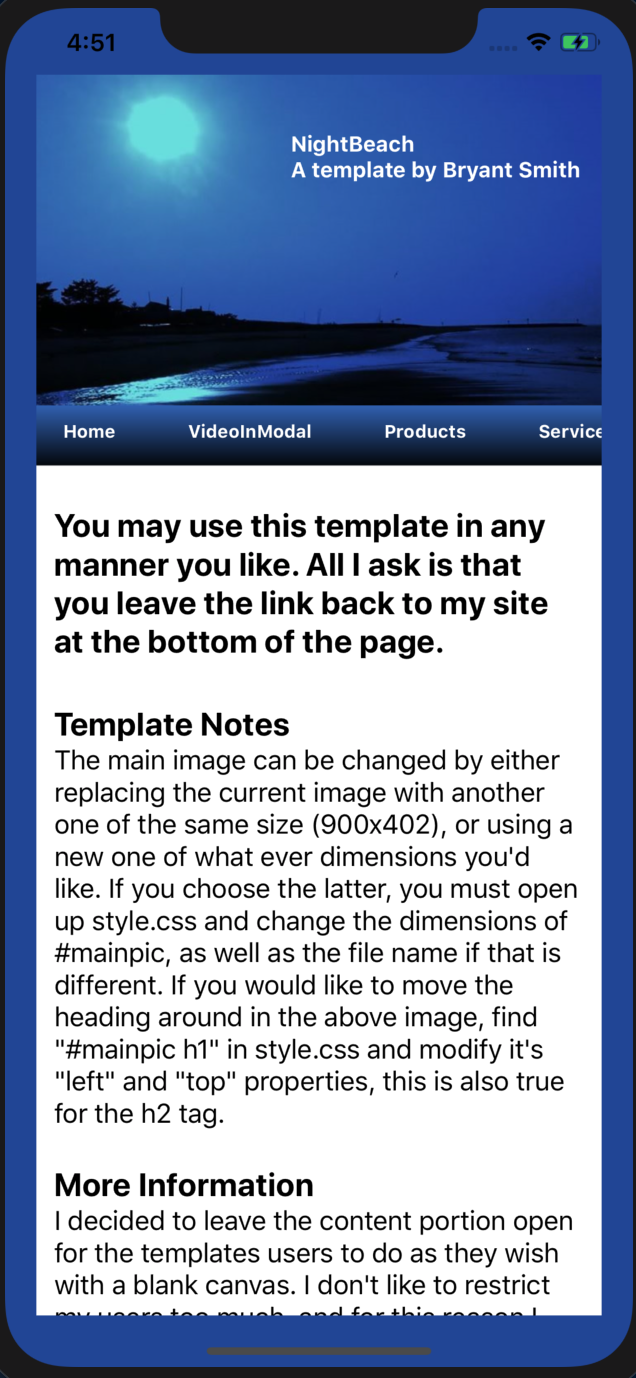 4:51
NightBeach
A template by Bryant Smith
Home VideoInModal Products Service
You may use this template in any
manner you like. All I ask is that
you leave the link back to my site
at the bottom of the page.
Template Notes
The main image can be changed by either
replacing the current image with another
one of the same size (900x402), or using a
new one of what ever dimensions you'd
like. If you choose the latter, you must open
up style.css and change the dimensions of
#mainpic, as well as the file name if that is
different. If you would like to move the
heading around in the above image, find
"#mainpic h1" in style.css and modify it's
"left" and "top" properties, this is also true
for the h2 tag.
More Information
I decided to leave the content portion open
for the templates users to do as they wish
with a blank canvas. I don't like to restrict
my users too much, and for this reason I